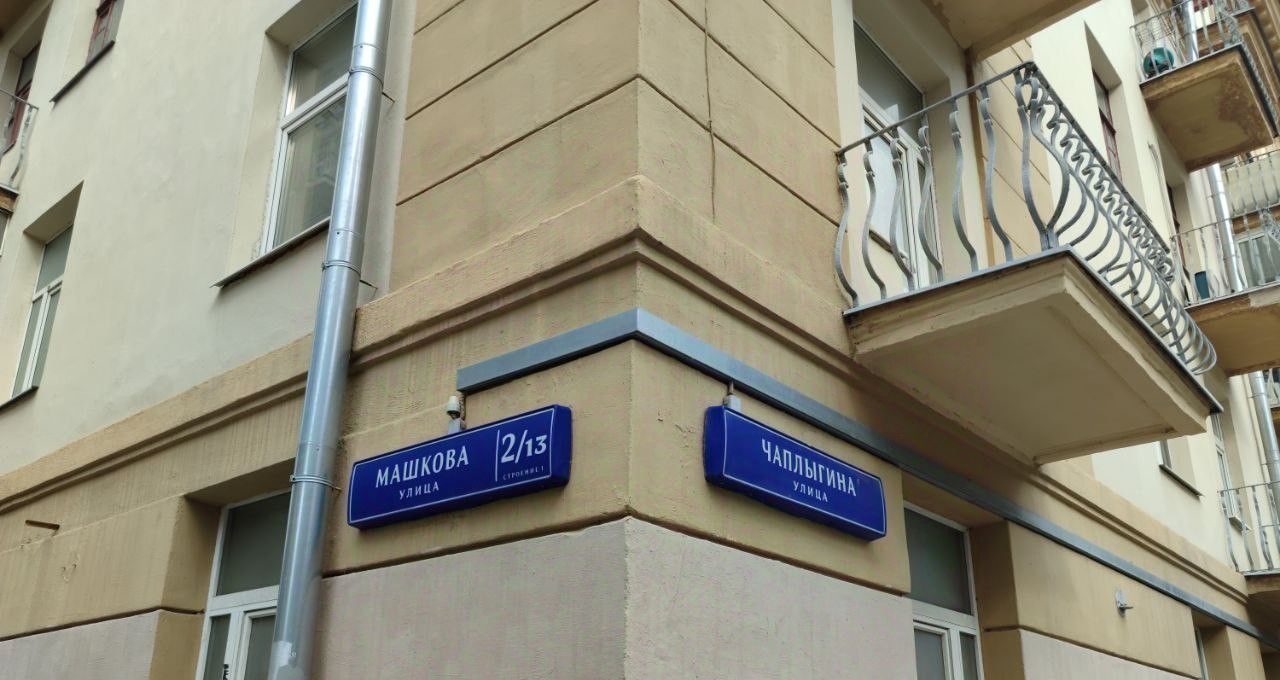 МАШКОВА
УЛИЦА
2/13
СТРОЕНИЕ 1
ЧАПЛЫГИНА
УЛИЦА